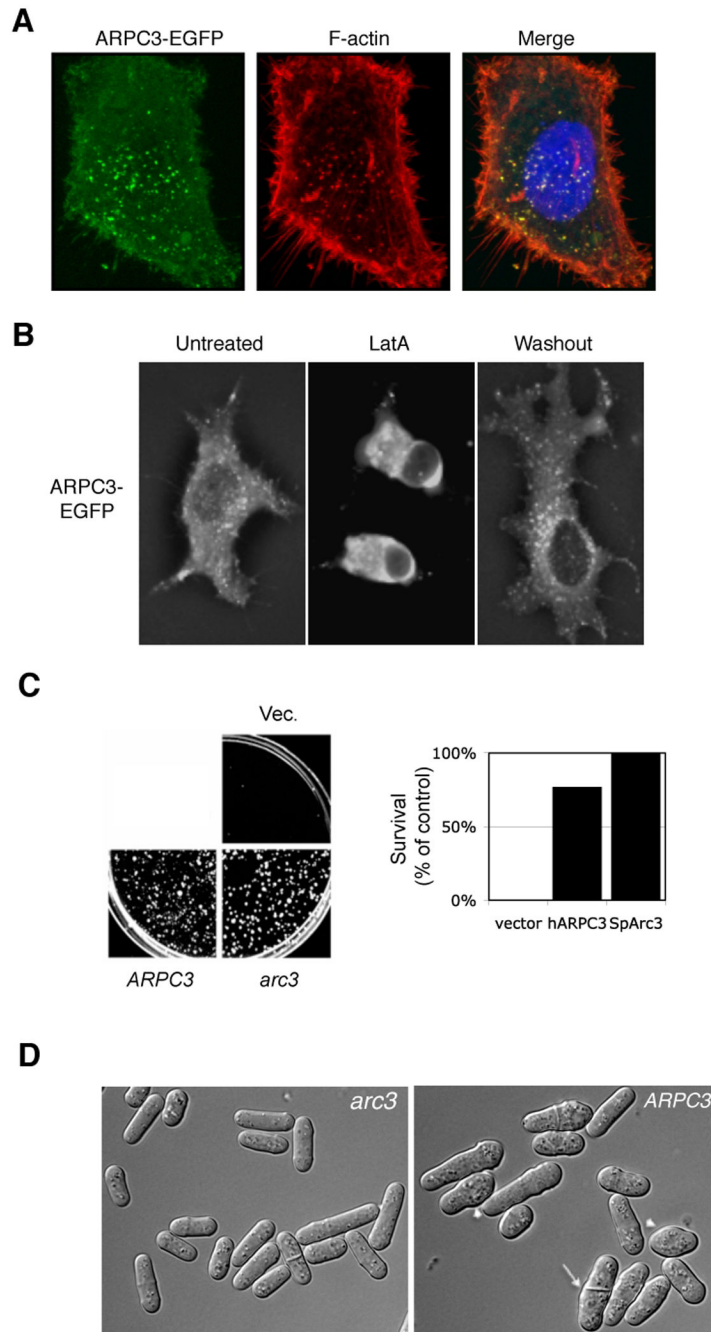 A
ARPC3-EGFP F-actin Merge
B
Untreated LatA Washout
ARPC3-
EGFP
C
Vec.
ARPC3 arc3
Survival
(% of control)
100%
50%
0%
vector hARPC3 SpArc3
D
arc3 ARPC3